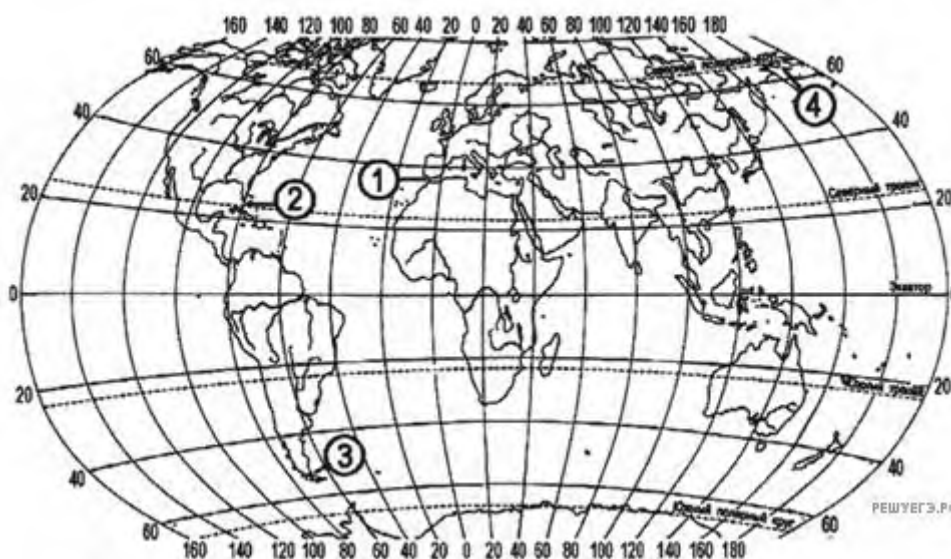 160 140 120 100 80 60 40 20 0 20 40 60 80 100 120 140 160 180
60 Северный полярный круг 60
4
40 40
1
20 2 Северный тропик 20
0 Экватор
20 Южный тропик 20
3
40 40
60 Южный полярный круг 60
160 140 120 100 80 60 40 20 0 20 40 60 80 100 120 140 160 180